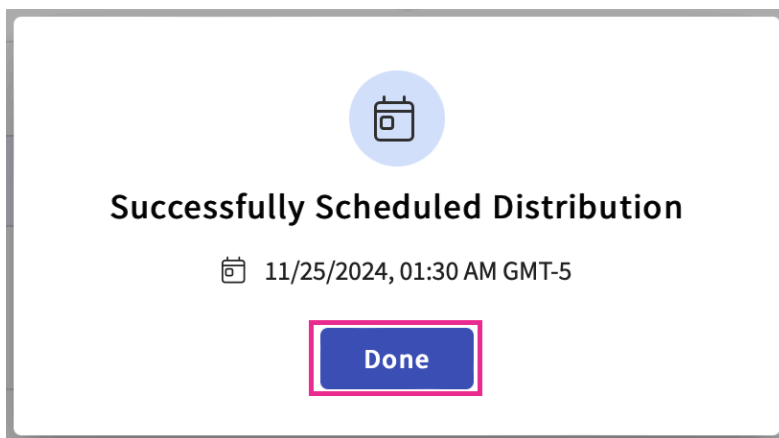 Successfully Scheduled Distribution
11/25/2024, 01:30 AM GMT-5
Done